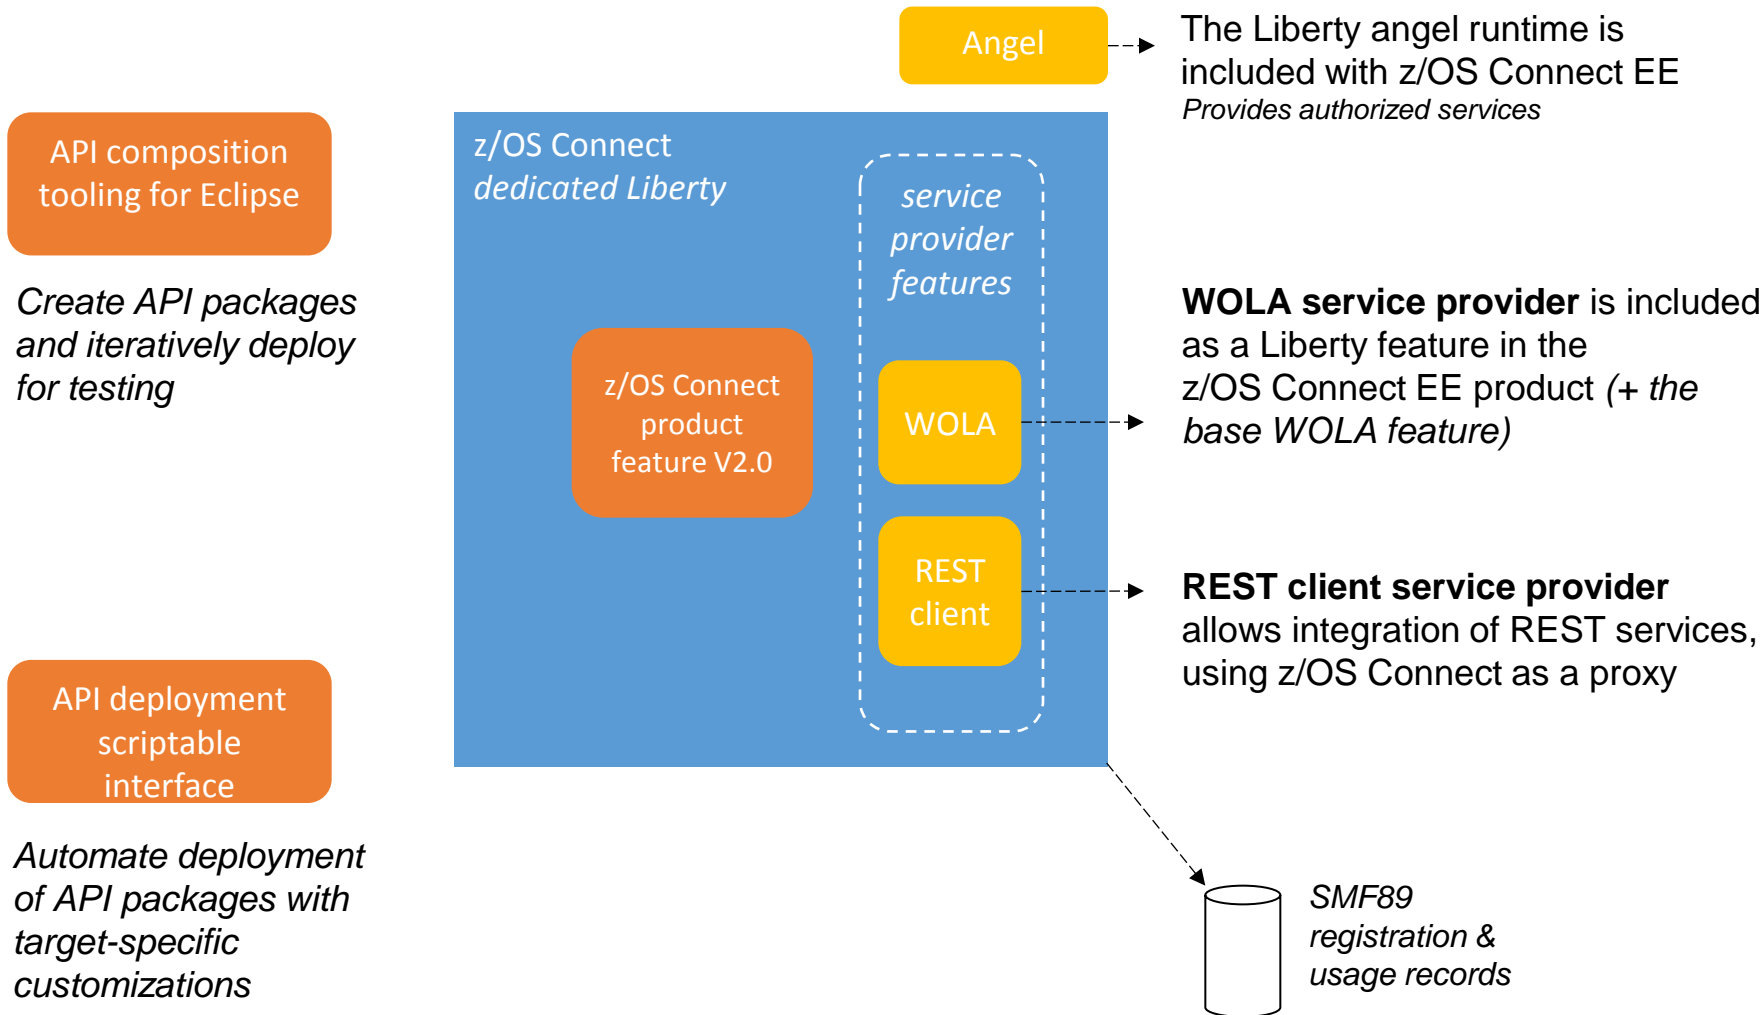 Angel
The Liberty angel runtime is
included with z/OS Connect EE
Provides authorized services
API composition
tooling for Eclipse
Create API packages
and iteratively deploy
for testing
z/OS Connect
dedicated Liberty
service
provider
features
z/OS Connect
product
feature V2.0
WOLA
WOLA service provider is included
as a Liberty feature in the
z/OS Connect EE product (+ the
base WOLA feature)
REST
client
REST client service provider
allows integration of REST services,
using z/OS Connect as a proxy
API deployment
scriptable
interface
Automate deployment
of API packages with
target-specific
customizations
SMF89
registration &
usage records